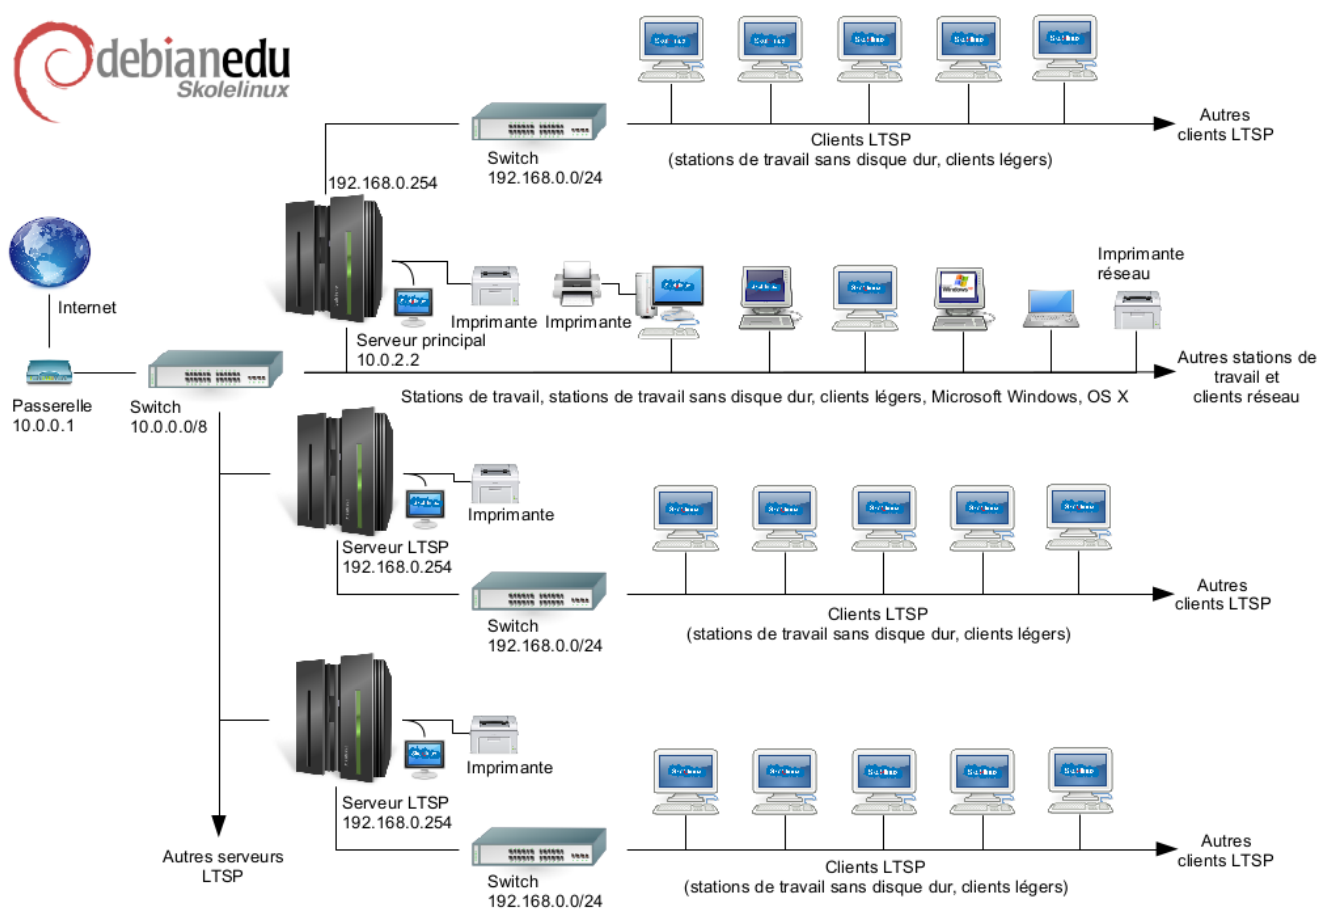 debianedu
Skolelinux
Autres
clients LTSP
Clients LTSP
(stations de travail sans disque dur, clients légers)
Switch
192.168.0.0/24
192.168.0.254
Internet
Imprimante
réseau
Imprimante
Imprimante
Serveur principal
10.0.2.2
Windows
Autres stations de
travail et
clients réseau
Passerelle
10.0.0.1
Switch
10.0.0.0/8
Stations de travail, stations de travail sans disque dur, clients légers, Microsoft Windows, OS X
Imprimante
Serveur LTSP
192.168.0.254
Switch
192.168.0.0/24
Clients LTSP
(stations de travail sans disque dur, clients légers)
Autres
clients LTSP
Imprimante
Serveur LTSP
192.168.0.254
Autres serveurs
LTSP
Switch
192.168.0.0/24
Clients LTSP
(stations de travail sans disque dur, clients légers)
Autres
clients LTSP